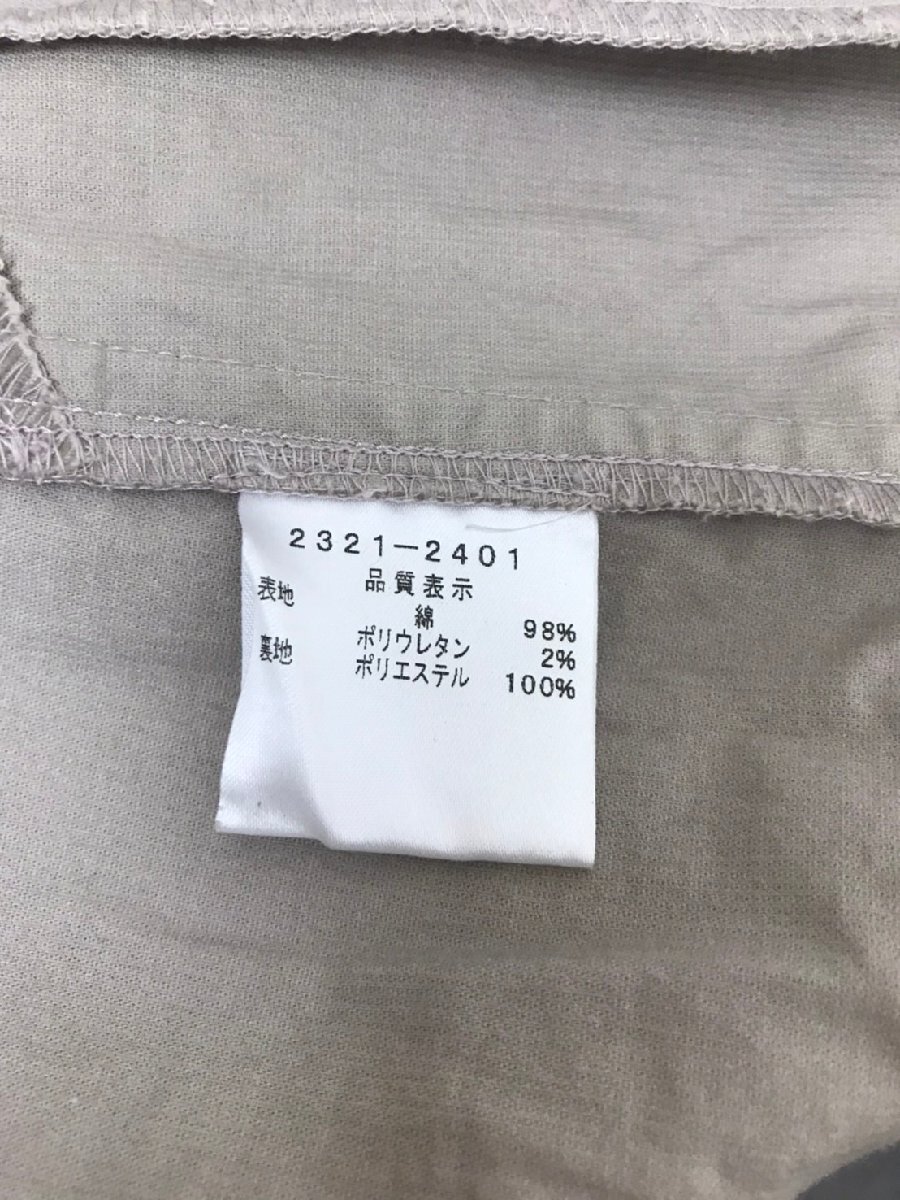 2321-2401
品質表示
表地 綿 98%
ポリウレタン 2%
裏地 ポリエステル 100%